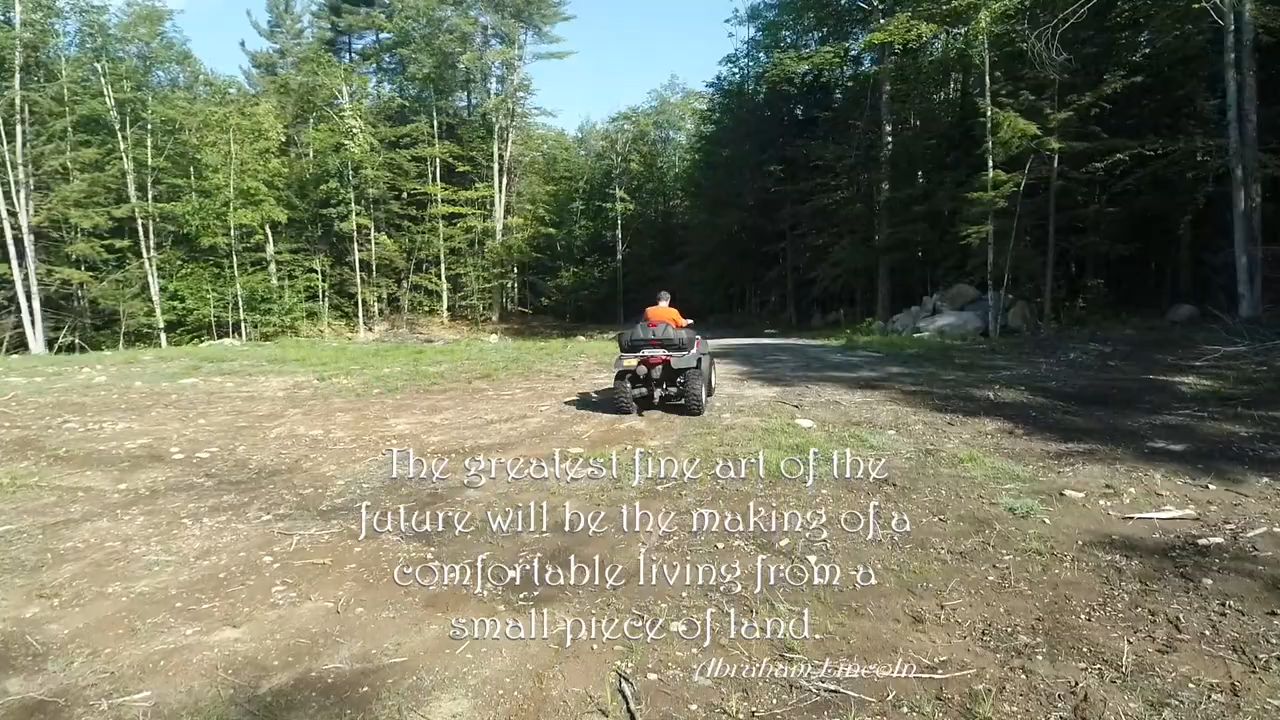 The greatest fine art of the
future will be the making of a
comfortable living from a
small piece of land.
Abraham Lincoln